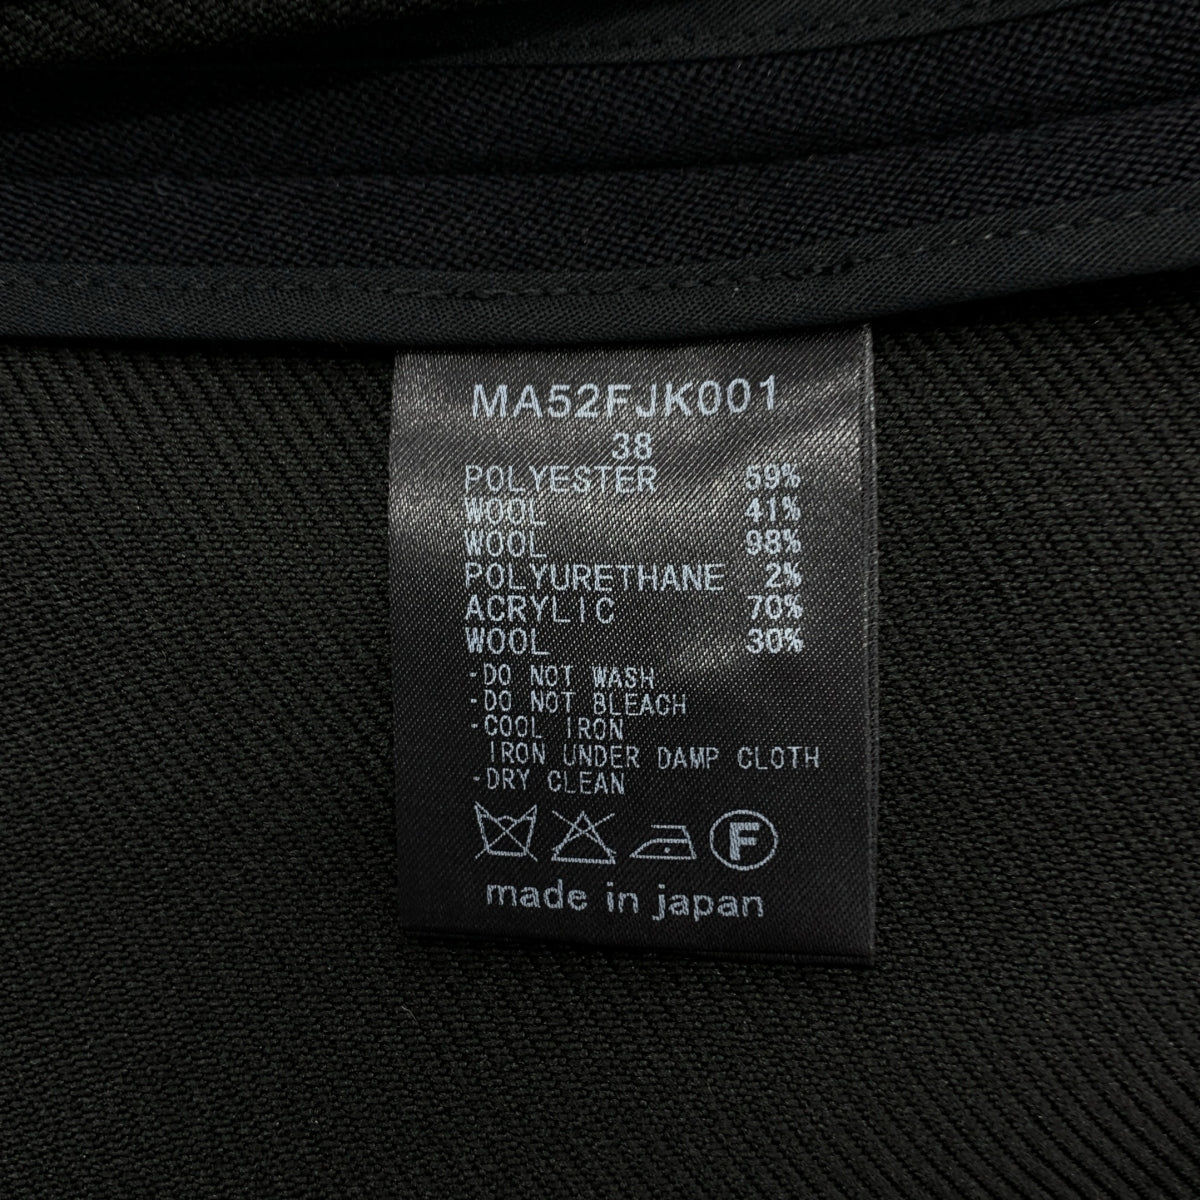 MA52FJK001
38
POLYESTER 59%
WOOL 41%
WOOL 98%
POLYURETHANE 2%
ACRYLIC 70%
WOOL 30%
-DO NOT WASH
-DO NOT BLEACH
-COOL IRON
IRON UNDER DAMP CLOTH
-DRY CLEAN
F
made in japan